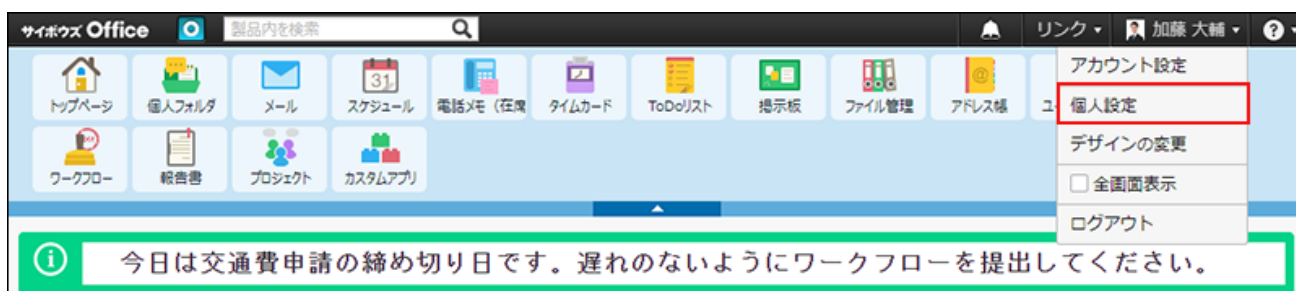 サイボウズ Office 製品内を検索 リンク 加藤 大輔
アカウント設定
トップページ 個人フォルダ メール スケジュール 電話メモ（在席 タイムカード ToDoリスト 掲示板 ファイル管理 アドレス帳 ユ
個人設定
デザインの変更
ワークフロー 報告書 プロジェクト カスタムアプリ
全画面表示
ログアウト
今日は交通費申請の締め切り日です。遅れのないようにワークフローを提出してください。